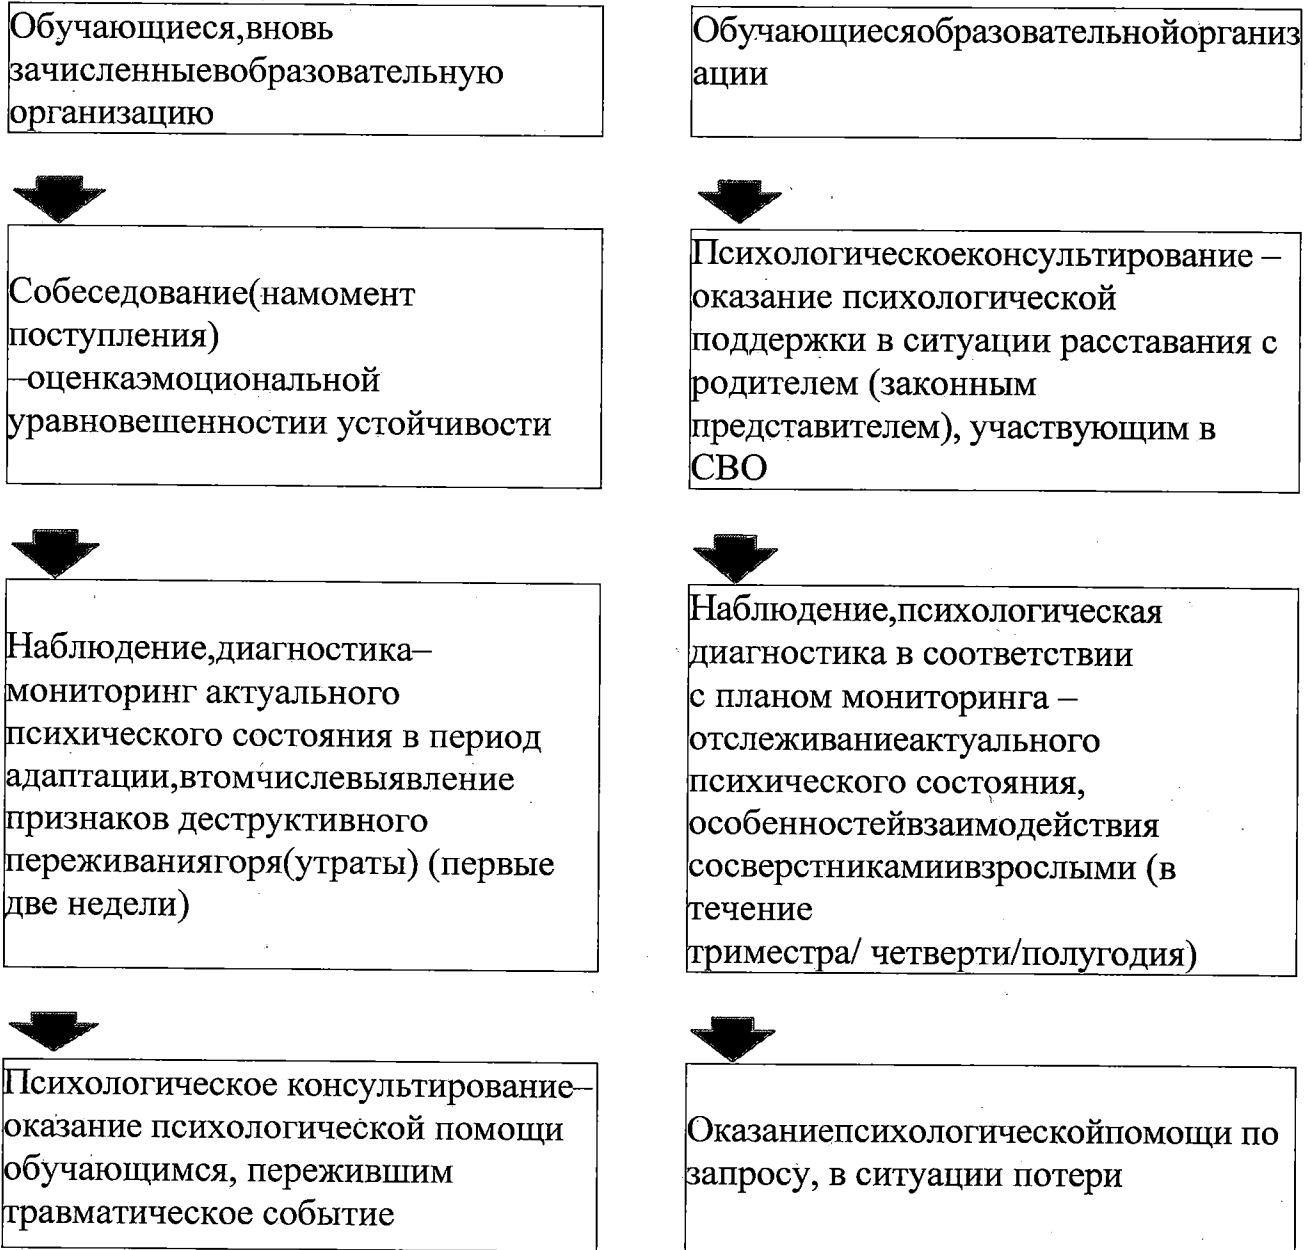 Обучающиеся,вновь
зачисленныевобразовательную
организацию
Собеседование(намомент
поступления)
–оценкаэмоциональной
уравновешенностии устойчивости
Наблюдение,диагностика–
мониторинг актуального
психического состояния в период
адаптации,втомчислевыявление
признаков деструктивного
переживаниягоря(утраты) (первые
две недели)
Психологическое консультирование–
оказание психологической помощи
обучающимся, пережившим
травматическое событие
Обучающиесяобразовательнойорганиз
ации
Психологическоеконсультирование –
оказание психологической
поддержки в ситуации расставания с
родителем (законным
представителем), участвующим в
СВО
Наблюдение,психологическая
диагностика в соответствии
с планом мониторинга –
отслеживаниеактуального
психического состояния,
особенностейвзаимодействия
сосверстникамиивзрослыми (в
течение
триместра/ четверти/полугодия)
Оказаниепсихологическойпомощи по
запросу, в ситуации потери